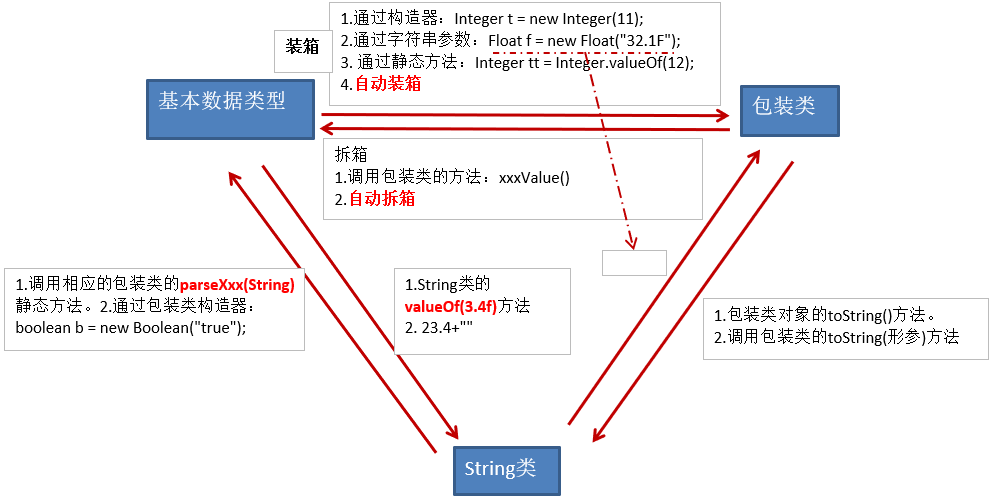 1.通过构造器：Integer t = new Integer(11);
2.通过字符串参数：Float f = new Float("32.1F");
3. 通过静态方法：Integer tt = Integer.valueOf(12);
4.自动装箱
装箱
基本数据类型
包装类
拆箱
1.调用包装类的方法：xxxValue()
2.自动拆箱
1.调用相应的包装类的parseXxx(String)
静态方法。2.通过包装类构造器：
boolean b = new Boolean("true");
1.String类的
valueOf(3.4f)方法
2. 23.4+""
1.包装类对象的toString()方法。
2.调用包装类的toString(形参)方法
String类